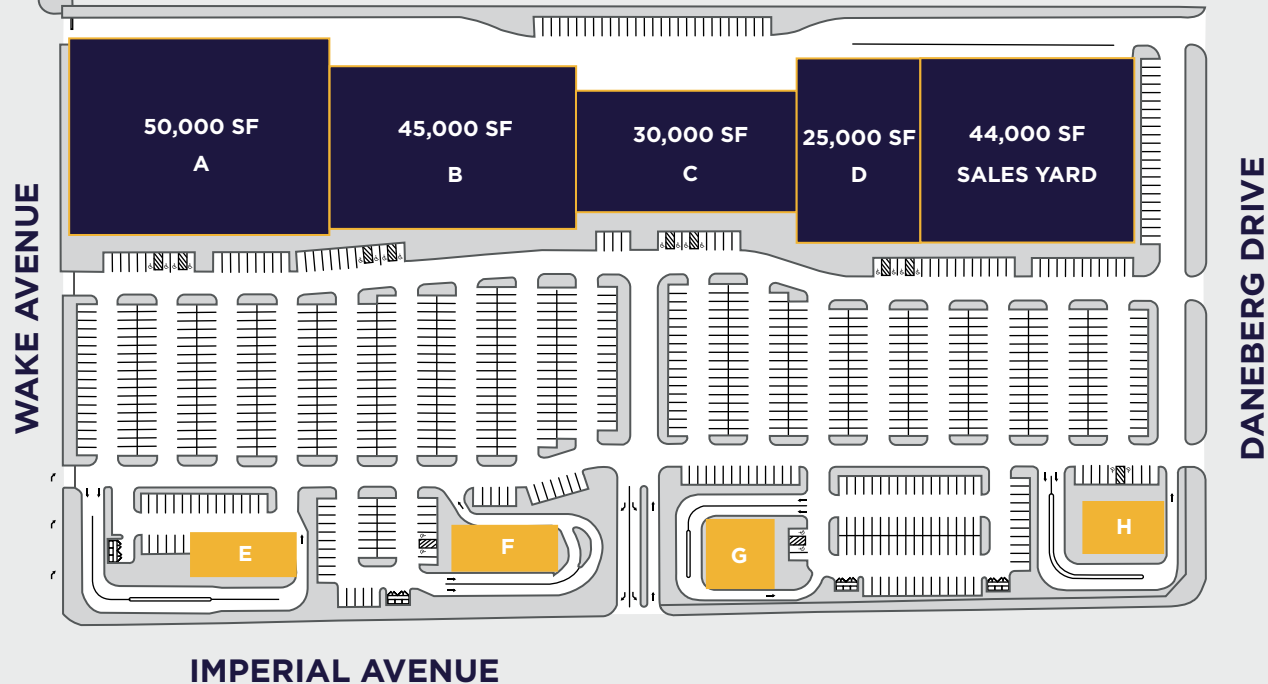 50,000 SF
A
45,000 SF
B
30,000 SF
C
25,000 SF
D
44,000 SF
SALES YARD
WAKE AVENUE
DANEBERG DRIVE
E
F
G
H
IMPERIAL AVENUE